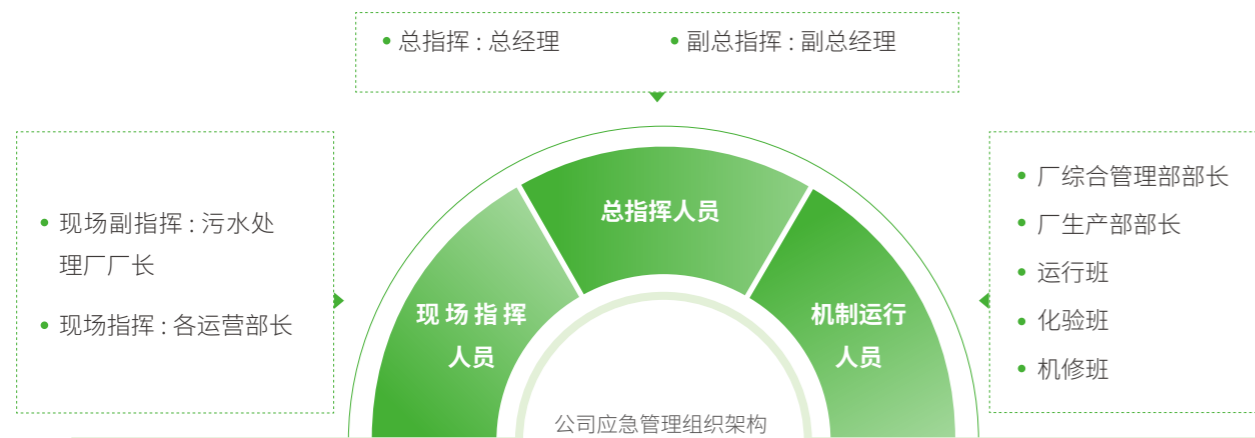 总指挥 : 总经理
副总指挥 : 副总经理
现场副指挥 : 污水处
理厂厂长
现场指挥 : 各运营部长
总指挥人员
现场指挥
人员
机制运行
人员
厂综合管理部部长
厂生产部部长
运行班
化验班
机修班
公司应急管理组织架构